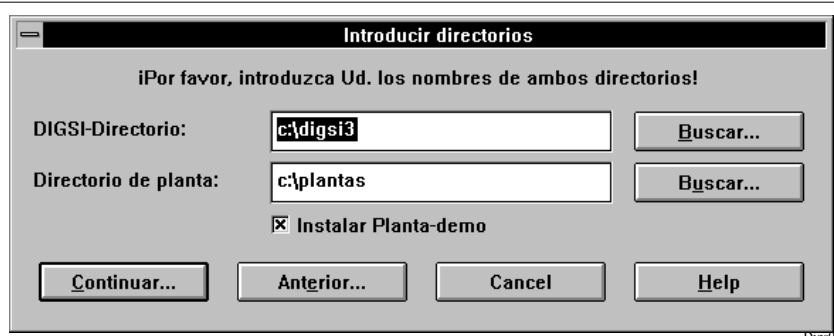 Introducir directorios
¡Por favor, introduzca Ud. los nombres de ambos directorios!
DIGSI-Directorio: c:\digsi3 Buscar...
Directorio de planta: c:\plantas Buscar...
Instalar Planta-demo
Continuar... Anterior... Cancel Help